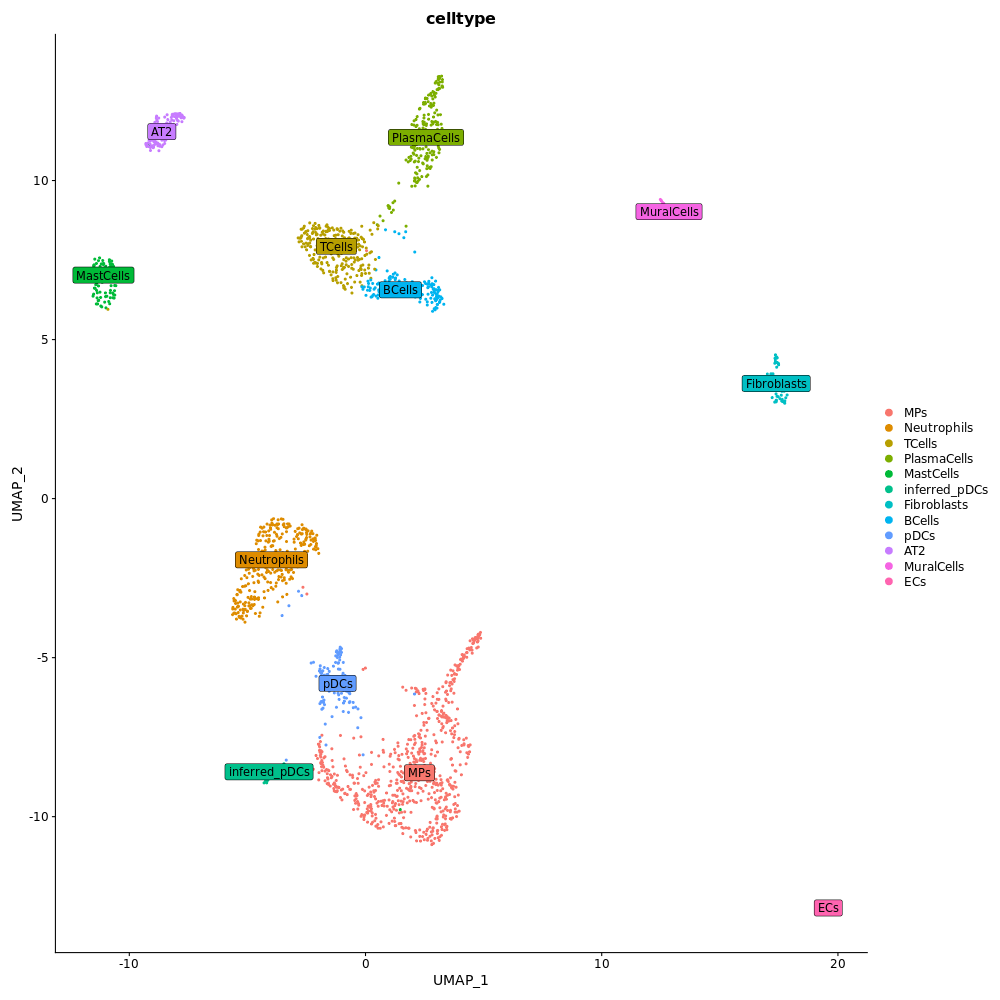 celltype
PlasmaCells
AT2
MuralCells
TCells
MastCells
BCells
Fibroblasts
Neutrophils
pDCs
inferred_pDCs
MPs
ECs
10
5
0
-5
-10
UMAP_2
-10
0
10
20
UMAP_1
MPs
Neutrophils
TCells
PlasmaCells
MastCells
inferred_pDCs
Fibroblasts
BCells
pDCs
AT2
MuralCells
ECs